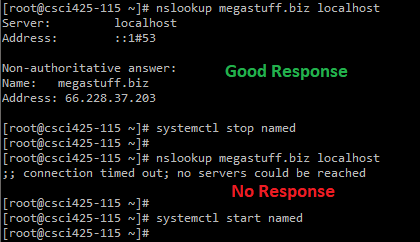 [root@csci425-115 ~]# nslookup megastuff.biz localhost
Server:         localhost
Address:        ::1#53
Non-authoritative answer:
Name:   megastuff.biz
Address: 66.228.37.203
Good Response
[root@csci425-115 ~]# systemctl stop named
[root@csci425-115 ~]#
[root@csci425-115 ~]# nslookup megastuff.biz localhost
;; connection timed out; no servers could be reached
No Response
[root@csci425-115 ~]#
[root@csci425-115 ~]# systemctl start named
[root@csci425-115 ~]#